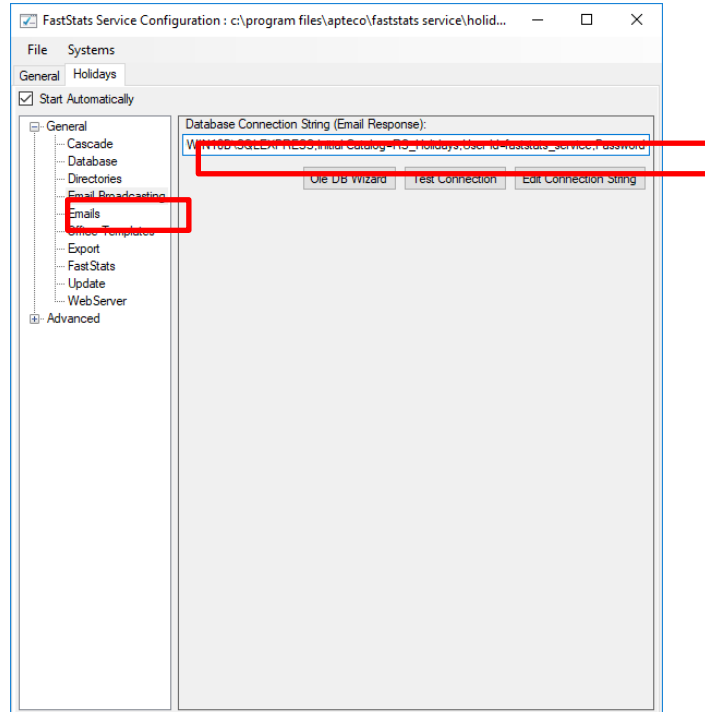 FastStats Service Configuration : c:\program files\apteco\faststats service\holid...
File Systems
General Holidays
Start Automatically
General
Cascade
Database
Directories
Email Broadcasting
Emails
Office Templates
Export
FastStats
Update
WebServer
Advanced
Database Connection String (Email Response):
Catalog=RS_Holidays;User Id=faststats_service;Password
Ole DB Wizard Test Connection Edit Connection String